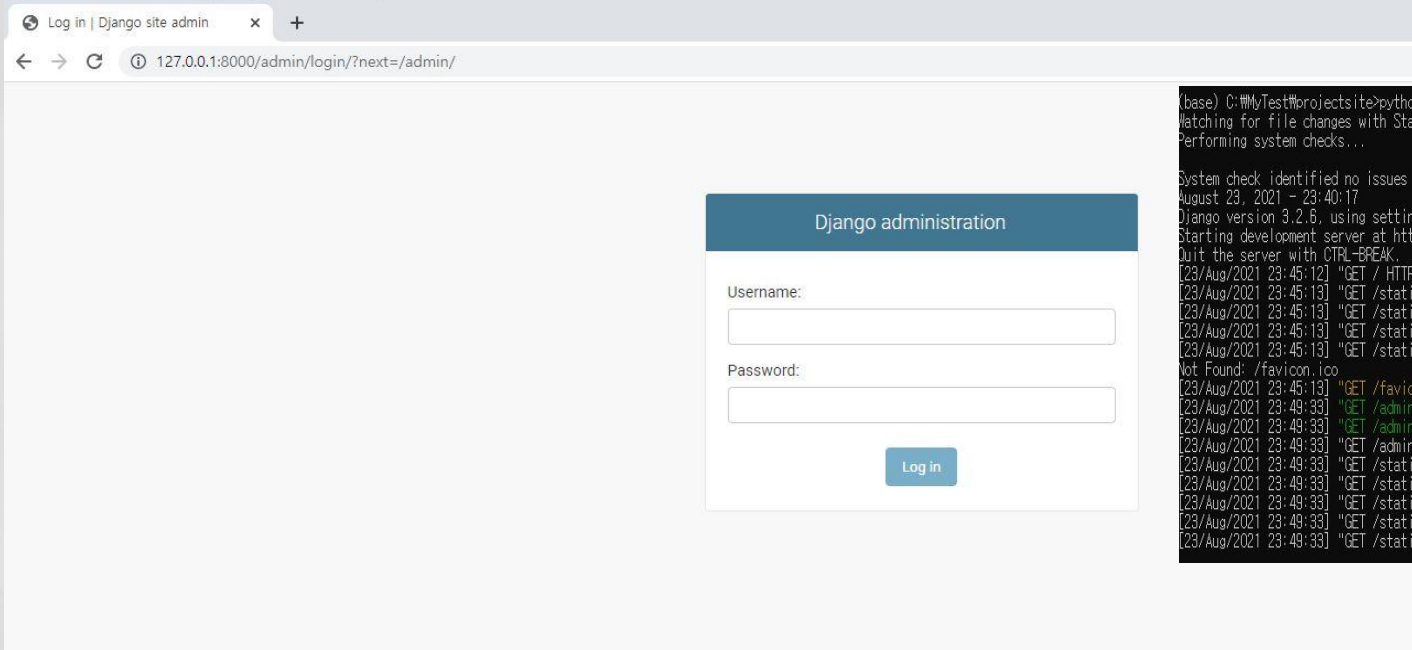 Log in | Django site admin
127.0.0.1:8000/admin/login/?next=/admin/
Django administration
Username:
Password:
Log in
(base) C:₩MyTest₩projectsite>pytho
Watching for file changes with Sta
Performing system checks...
System check identified no issues
August 23, 2021 - 23:40:17
Django version 3.2.6, using settin
Starting development server at htt
Quit the server with CTRL-BREAK.
[23/Aug/2021 23:45:12] "GET / HTTP
[23/Aug/2021 23:45:13] "GET /stati
[23/Aug/2021 23:45:13] "GET /stati
[23/Aug/2021 23:45:13] "GET /stati
[23/Aug/2021 23:45:13] "GET /stati
Not Found: /favicon.ico
[23/Aug/2021 23:45:13] "GET /favic
[23/Aug/2021 23:49:33] "GET /admin
[23/Aug/2021 23:49:33] "GET /admin
[23/Aug/2021 23:49:33] "GET /admin
[23/Aug/2021 23:49:33] "GET /stati
[23/Aug/2021 23:49:33] "GET /stati
[23/Aug/2021 23:49:33] "GET /stati
[23/Aug/2021 23:49:33] "GET /stati
[23/Aug/2021 23:49:33] "GET /stati